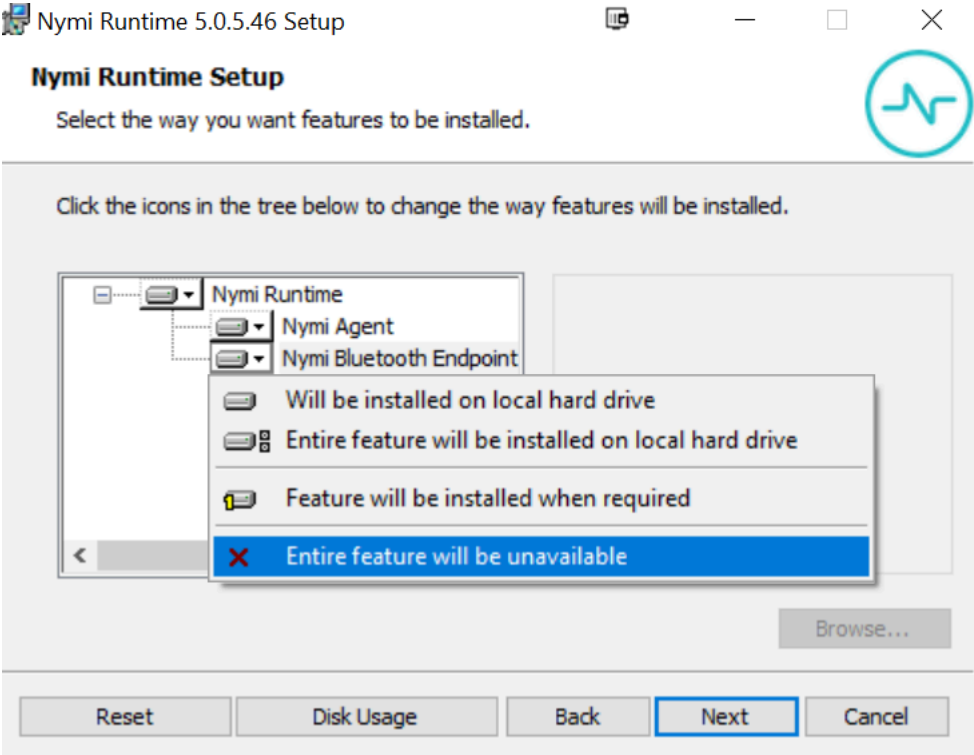 Nymi Runtime 5.0.5.46 Setup
Nymi Runtime Setup
Select the way you want features to be installed.
Click the icons in the tree below to change the way features will be installed.
Nymi Runtime
Nymi Agent
Nymi Bluetooth Endpoint
Will be installed on local hard drive
Entire feature will be installed on local hard drive
Feature will be installed when required
Entire feature will be unavailable
Browse...
Reset Disk Usage Back Next Cancel